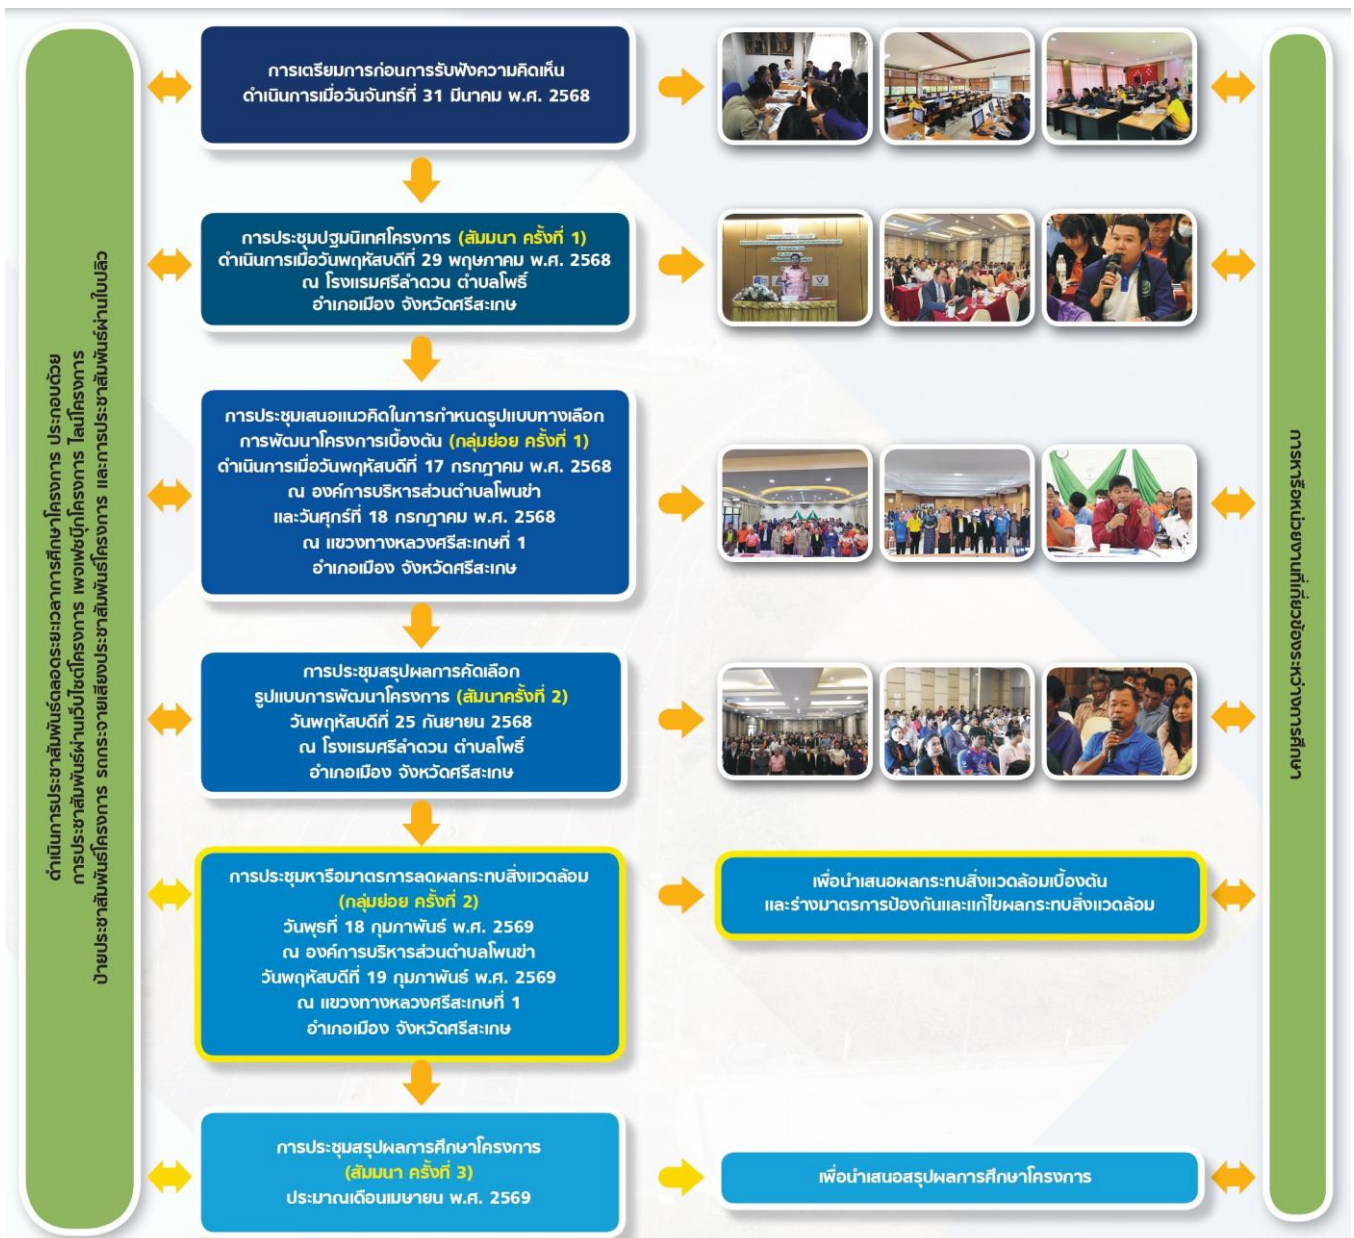 ดำเนินการประชาสัมพันธ์ตลอดระยะเวลาการศึกษาโครงการ ประกอบด้วย
การประชาสัมพันธ์ผ่านเว็บไซต์โครงการ เพจเฟซบุ๊กโครงการ ไลน์โครงการ
ป้ายประชาสัมพันธ์โครงการ รถกระจายเสียงประชาสัมพันธ์โครงการ และการประชาสัมพันธ์ผ่านใบปลิว
การเตรียมการก่อนการรับฟังความคิดเห็น
ดำเนินการเมื่อวันจันทร์ที่ 31 มีนาคม พ.ศ. 2568
การประชุมปฐมนิเทศโครงการ (สัมมนา ครั้งที่ 1)
ดำเนินการเมื่อวันพฤหัสบดีที่ 29 พฤษภาคม พ.ศ. 2568
ณ โรงแรมศรีลำดวน ตำบลโพธิ์
อำเภอเมือง จังหวัดศรีสะเกษ
การประชุมเสนอแนวคิดในการกำหนดรูปแบบทางเลือก
การพัฒนาโครงการเบื้องต้น (กลุ่มย่อย ครั้งที่ 1)
ดำเนินการเมื่อวันพฤหัสบดีที่ 17 กรกฎาคม พ.ศ. 2568
ณ องค์การบริหารส่วนตำบลโพนข่า
และวันศุกร์ที่ 18 กรกฎาคม พ.ศ. 2568
ณ แขวงทางหลวงศรีสะเกษที่ 1
อำเภอเมือง จังหวัดศรีสะเกษ
การประชุมสรุปผลการคัดเลือก
รูปแบบการพัฒนาโครงการ (สัมนาครั้งที่ 2)
วันพฤหัสบดีที่ 25 กันยายน 2568
ณ โรงแรมศรีลำดวน ตำบลโพธิ์
อำเภอเมือง จังหวัดศรีสะเกษ
การประชุมหารือมาตรการลดผลกระทบสิ่งแวดล้อม
(กลุ่มย่อย ครั้งที่ 2)
วันพุธที่ 18 กุมภาพันธ์ พ.ศ. 2569
ณ องค์การบริหารส่วนตำบลโพนข่า
วันพฤหัสบดีที่ 19 กุมภาพันธ์ พ.ศ. 2569
ณ แขวงทางหลวงศรีสะเกษที่ 1
อำเภอเมือง จังหวัดศรีสะเกษ
เพื่อนำเสนอผลกระทบสิ่งแวดล้อมเบื้องต้น
และร่างมาตรการป้องกันและแก้ไขผลกระทบสิ่งแวดล้อม
การประชุมสรุปผลการศึกษาโครงการ
(สัมมนา ครั้งที่ 3)
ประมาณเดือนเมษายน พ.ศ. 2569
เพื่อนำเสนอสรุปผลการศึกษาโครงการ
การหารือหน่วยงานที่เกี่ยวข้องระหว่างการศึกษา